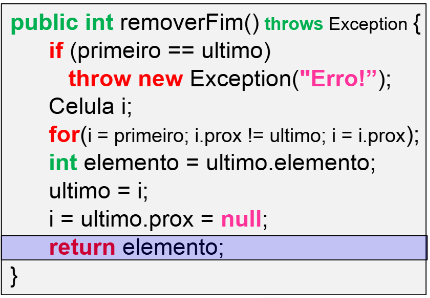 public int removerFim() throws Exception {
if (primeiro == ultimo)
throw new Exception("Erro!”);
Celula i;
for(i = primeiro; i.prox != ultimo; i = i.prox);
int elemento = ultimo.elemento;
ultimo = i;
i = ultimo.prox = null;
return elemento;
}